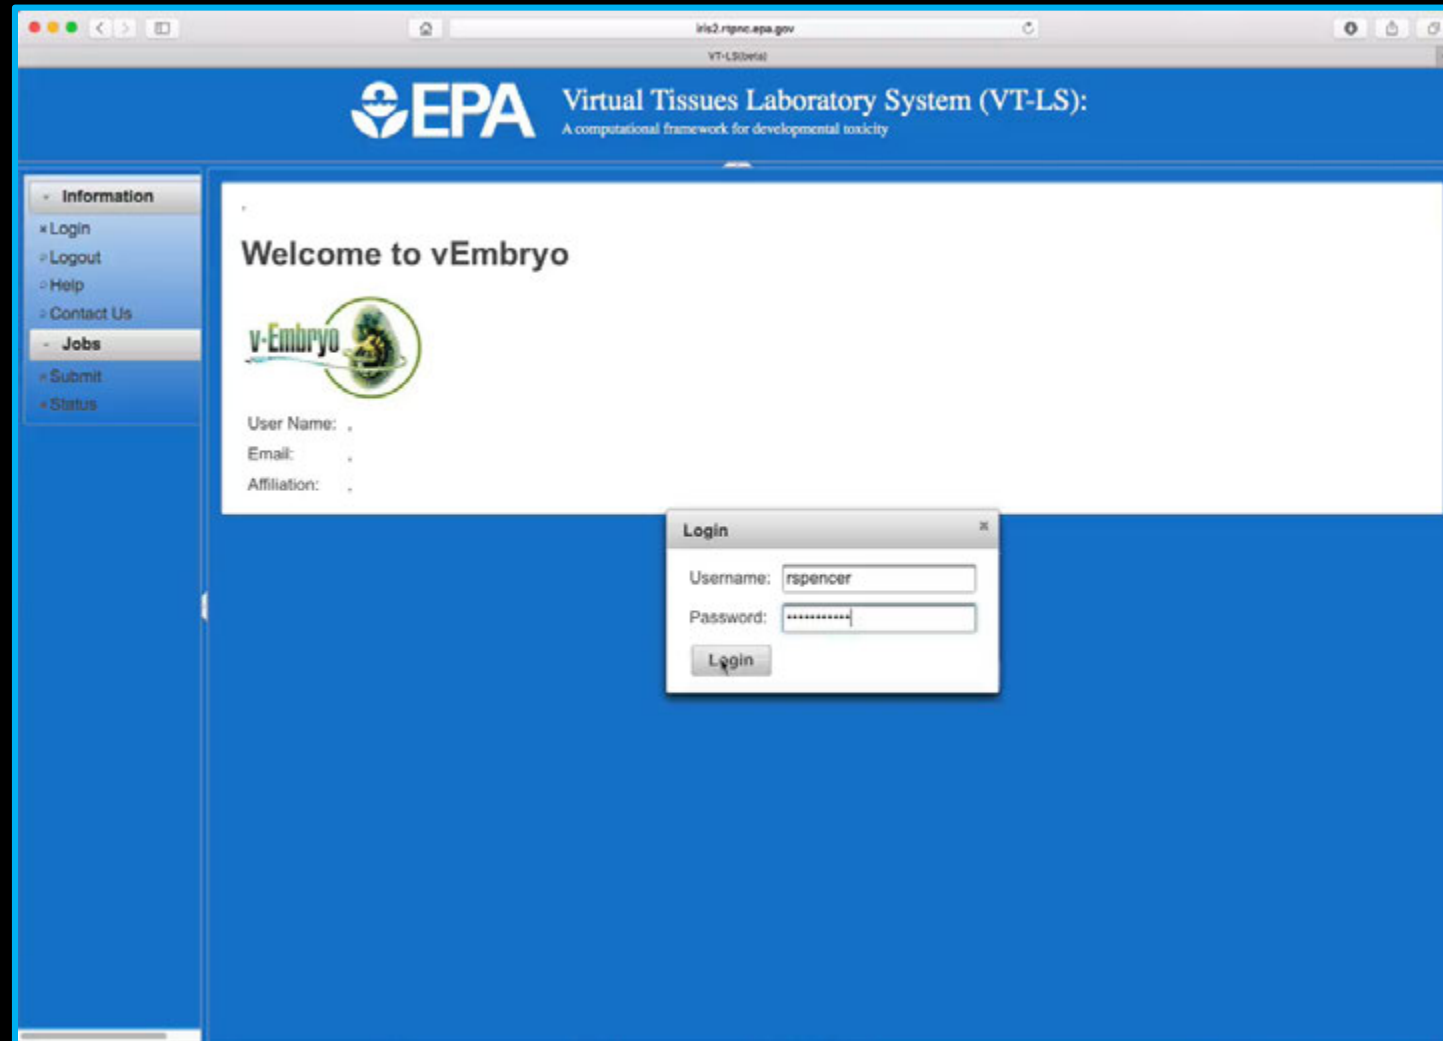 iris2.rtpnc.epa.gov
VT-LS(beta)
EPA
Virtual Tissues Laboratory System (VT-LS):
A computational framework for developmental toxicity
Information
Login
Logout
Help
Contact Us
Jobs
Submit
Status
,
Welcome to vEmbryo
v-Embryo
User Name: ,
Email: ,
Affiliation: ,
Login
Username: rspencer
Password: •••••••••••
Login